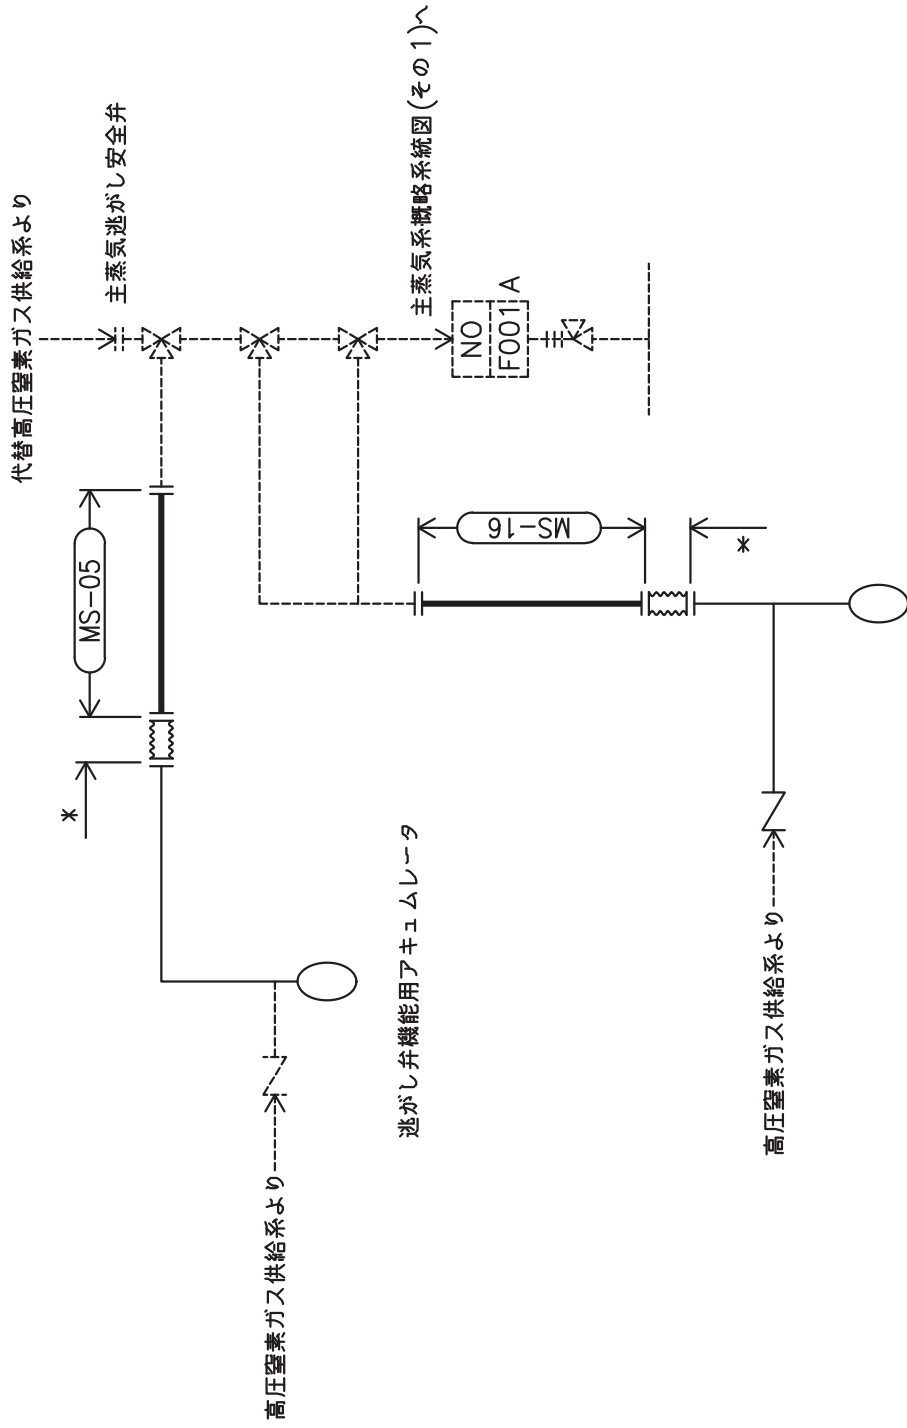 代替高圧窒素ガス供給系より
主蒸気逃がし安全弁
主蒸気系概略系統図(その1)へ
NO
F001
A
MS-05
*
MS-16
*
逃がし弁機能用アキュムレータ
高圧窒素ガス供給系より
高圧窒素ガス供給系より